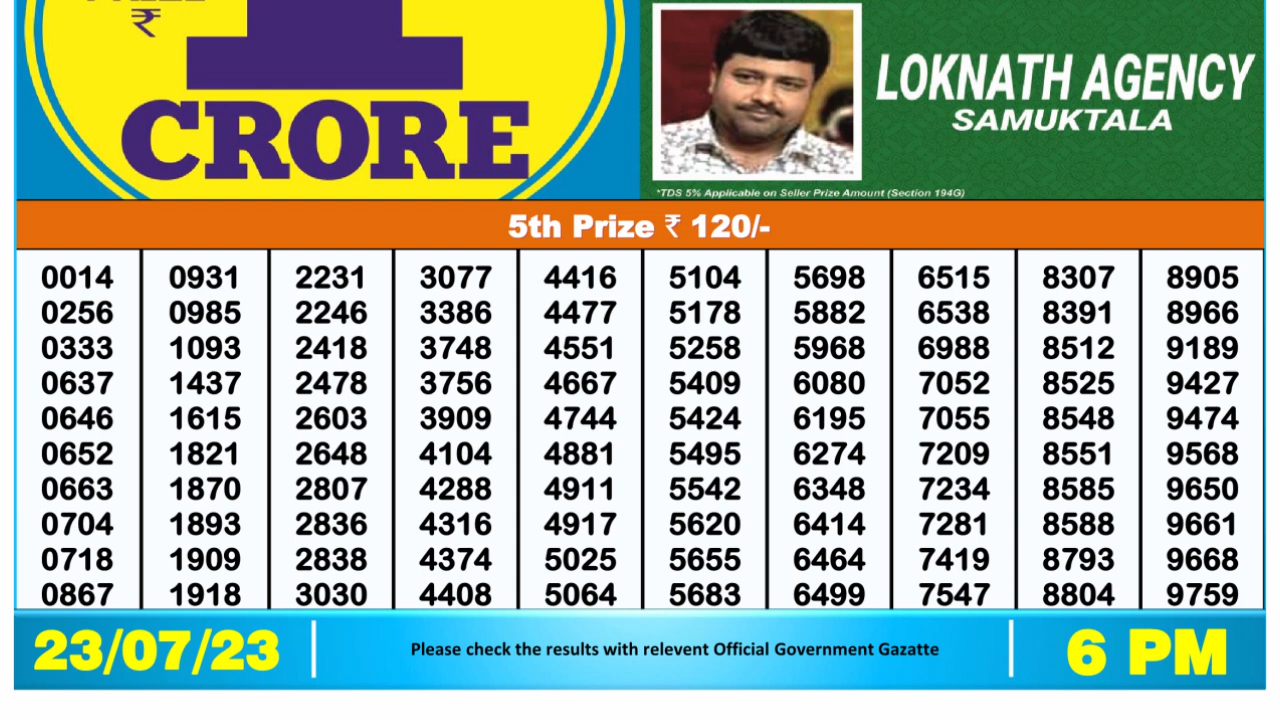 ₹
1
CRORE
LOKNATH AGENCY
SAMUKTALA
*TDS 5% Applicable on Seller Prize Amount (Section 194G)
5th Prize ₹ 120/-
0014 0931 2231 3077 4416 5104 5698 6515 8307 8905
0256 0985 2246 3386 4477 5178 5882 6538 8391 8966
0333 1093 2418 3748 4551 5258 5968 6988 8512 9189
0637 1437 2478 3756 4667 5409 6080 7052 8525 9427
0646 1615 2603 3909 4744 5424 6195 7055 8548 9474
0652 1821 2648 4104 4881 5495 6274 7209 8551 9568
0663 1870 2807 4288 4911 5542 6348 7234 8585 9650
0704 1893 2836 4316 4917 5620 6414 7281 8588 9661
0718 1909 2838 4374 5025 5655 6464 7419 8793 9668
0867 1918 3030 4408 5064 5683 6499 7547 8804 9759
23/07/23
Please check the results with relevent Official Government Gazatte
6 PM